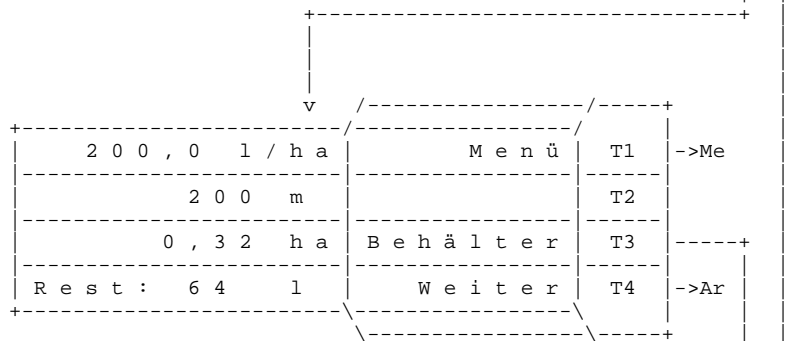 200,0 l/ha Menü T1 ->Me
200 m T2
0,32 ha Behälter T3
Rest: 64 l Weiter T4 ->Ar